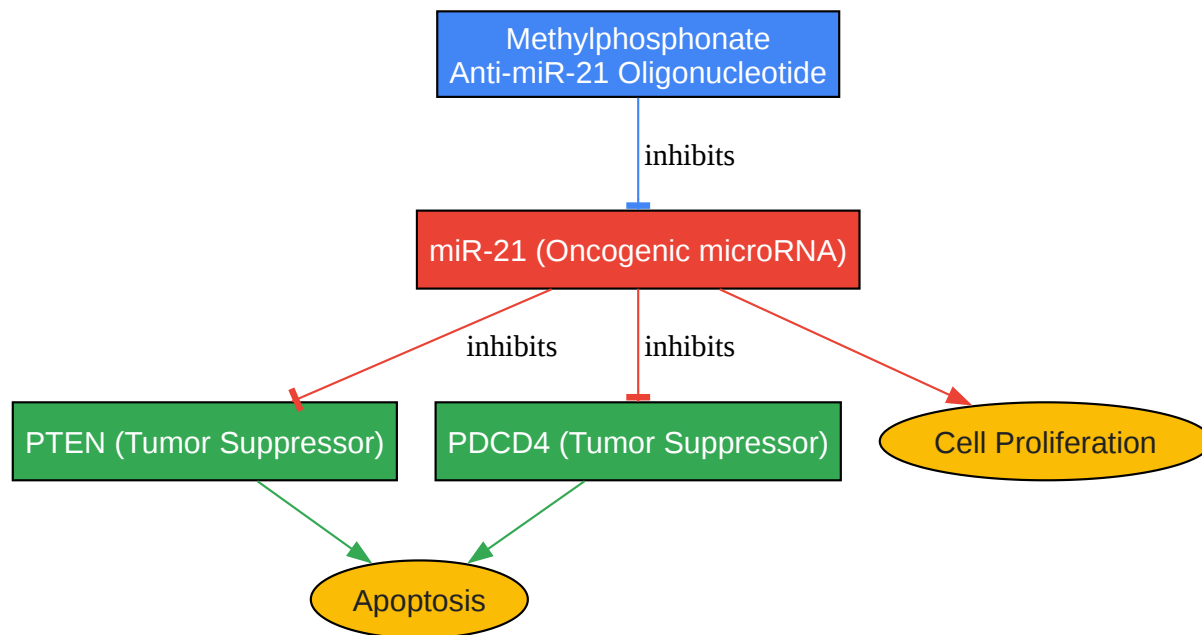 Methylphosphonate
Anti-miR-21 Oligonucleotide
inhibits
miR-21 (Oncogenic microRNA)
inhibits
inhibits
PTEN (Tumor Suppressor)
PDCD4 (Tumor Suppressor)
Cell Proliferation
Apoptosis